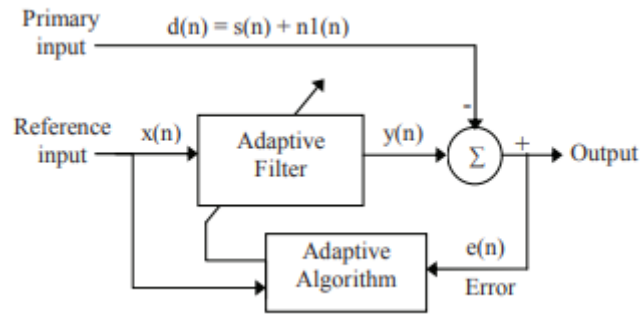 Primary
input
d(n) = s(n) + n1(n)
-
Reference
input
x(n)
Adaptive
Filter
y(n)
Σ
+
Output
Adaptive
Algorithm
e(n)
Error